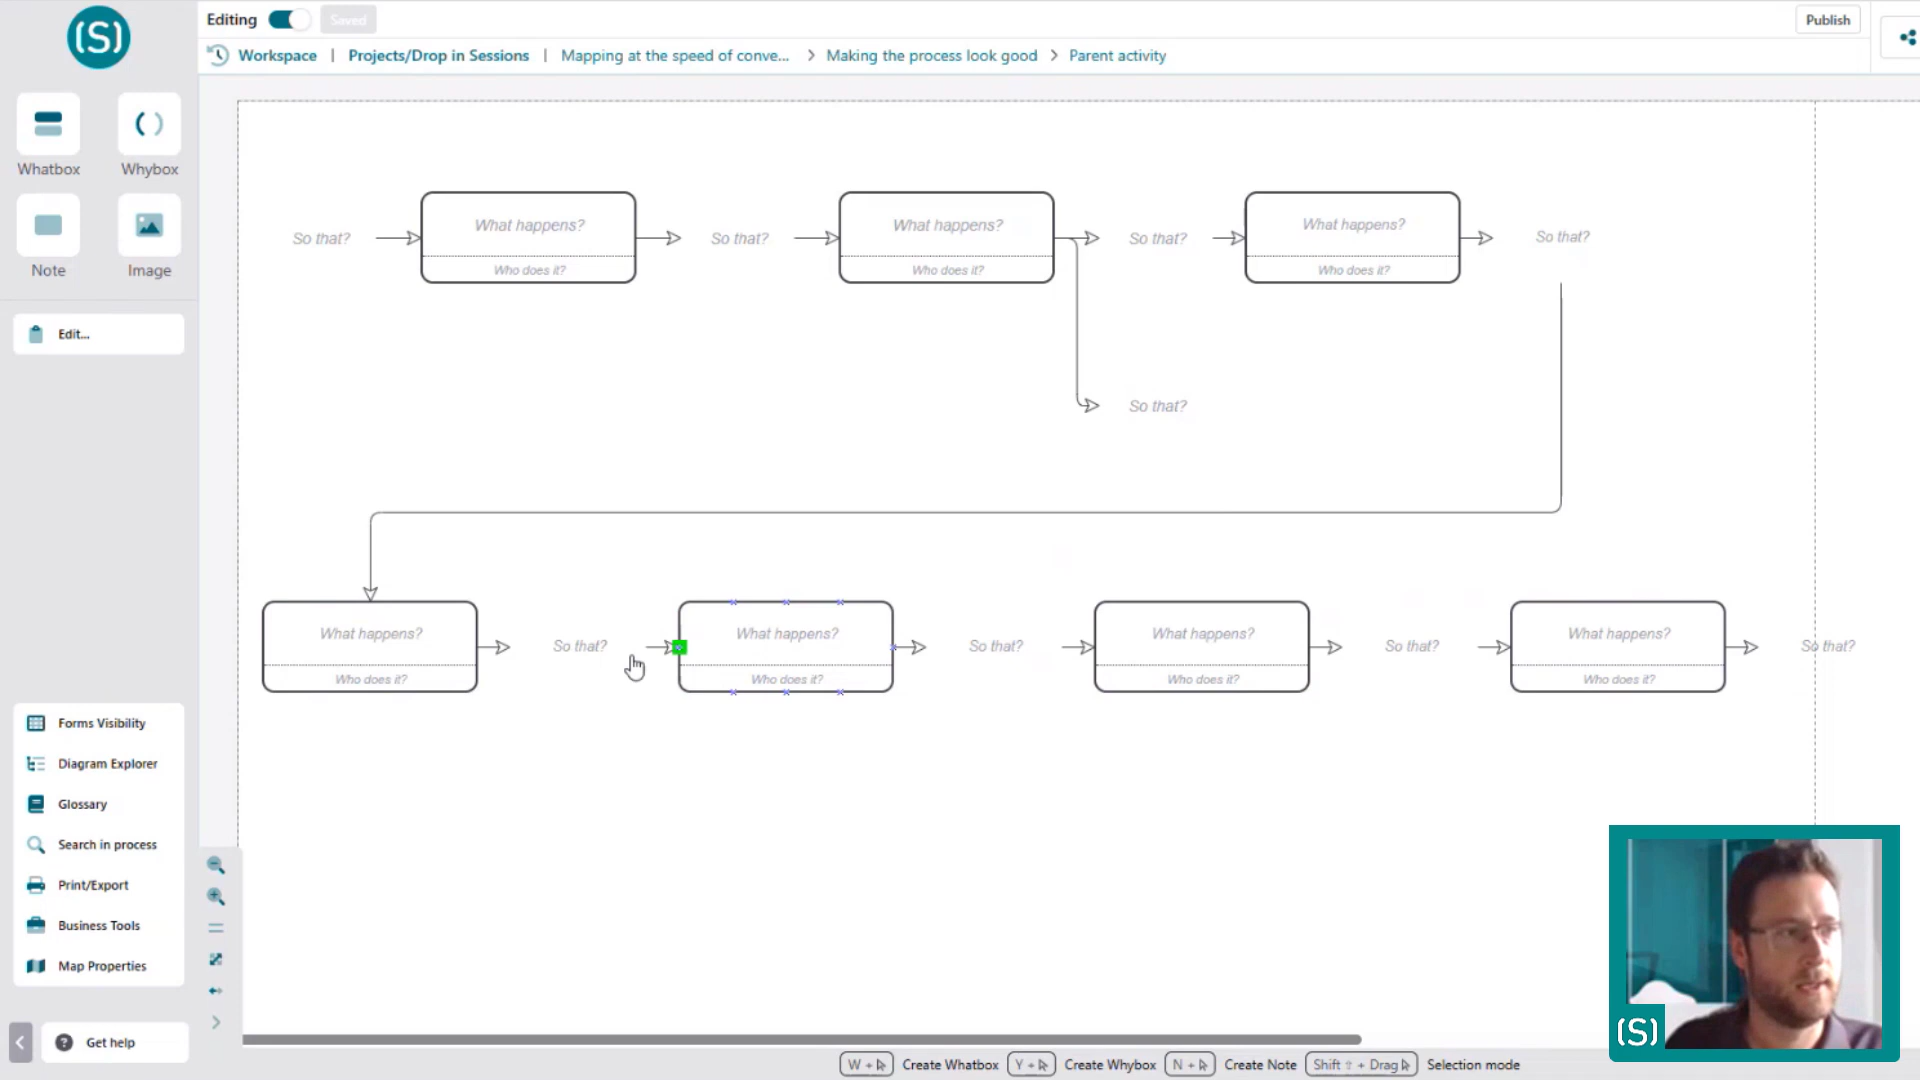 (S)
Editing Saved Publish
Workspace | Projects/Drop in Sessions | Mapping at the speed of conve... > Making the process look good > Parent activity
Whatbox Whybox
Note Image
Edit...
What happens? What happens? What happens?
So that? So that? So that? So that?
Who does it? Who does it? Who does it?
So that?
What happens? What happens? What happens? What happens?
So that? So that? So that? So that?
Who does it? Who does it? Who does it? Who does it?
Forms Visibility
Diagram Explorer
Glossary
Search in process
Print/Export
Business Tools
Map Properties
Get help
(S)
W + Create Whatbox Y + Create Whybox N + Create Note Shift ⇧ + Drag Selection mode